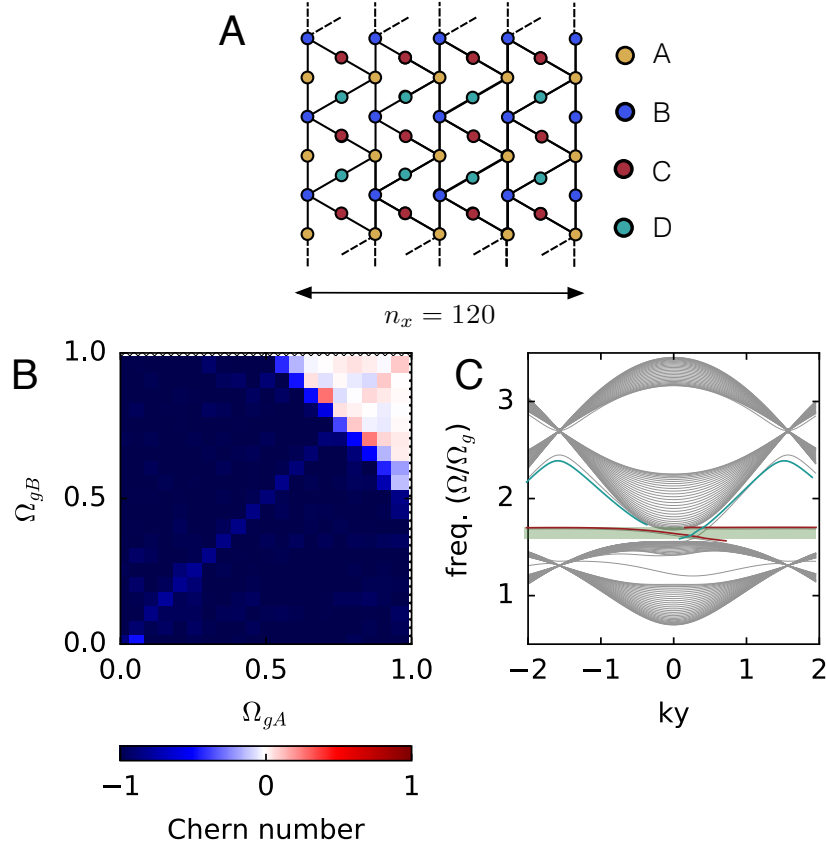 A
A
B
C
D
n_x = 120
B
1.0
0.5
0.0
Ω_gB
0.0
0.5
1.0
Ω_gA
−1
0
1
Chern number
C
3
2
1
freq. (Ω/Ω_g)
−2
−1
0
1
2
ky